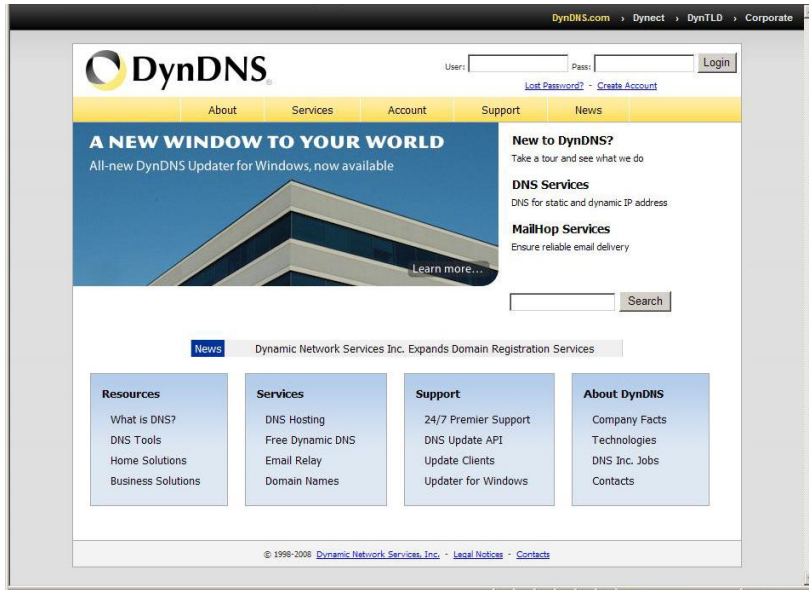 DynDNS.com › Dynect › DynTLD › Corporate
DynDNS
User: Pass: Login
Lost Password? - Create Account
About Services Account Support News
A NEW WINDOW TO YOUR WORLD
All-new DynDNS Updater for Windows, now available
Learn more...
New to DynDNS?
Take a tour and see what we do
DNS Services
DNS for static and dynamic IP address
MailHop Services
Ensure reliable email delivery
Search
News Dynamic Network Services Inc. Expands Domain Registration Services
Resources
What is DNS?
DNS Tools
Home Solutions
Business Solutions
Services
DNS Hosting
Free Dynamic DNS
Email Relay
Domain Names
Support
24/7 Premier Support
DNS Update API
Update Clients
Updater for Windows
About DynDNS
Company Facts
Technologies
DNS Inc. Jobs
Contacts
© 1998-2008 Dynamic Network Services, Inc. - Legal Notices - Contacts